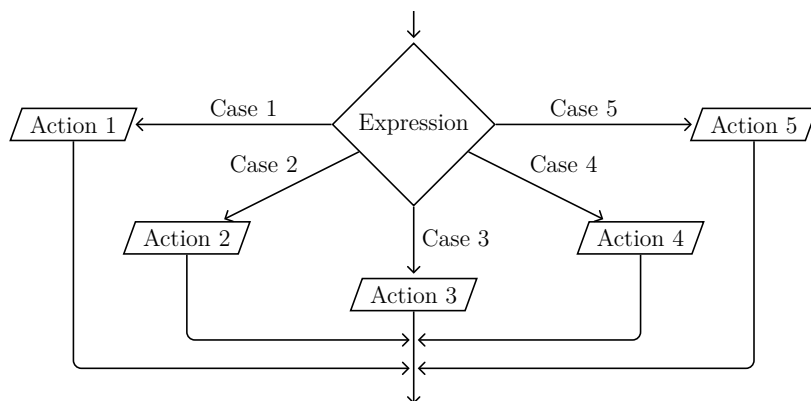 Case 1
Case 5
Action 1
Expression
Action 5
Case 2
Case 4
Action 2
Case 3
Action 4
Action 3